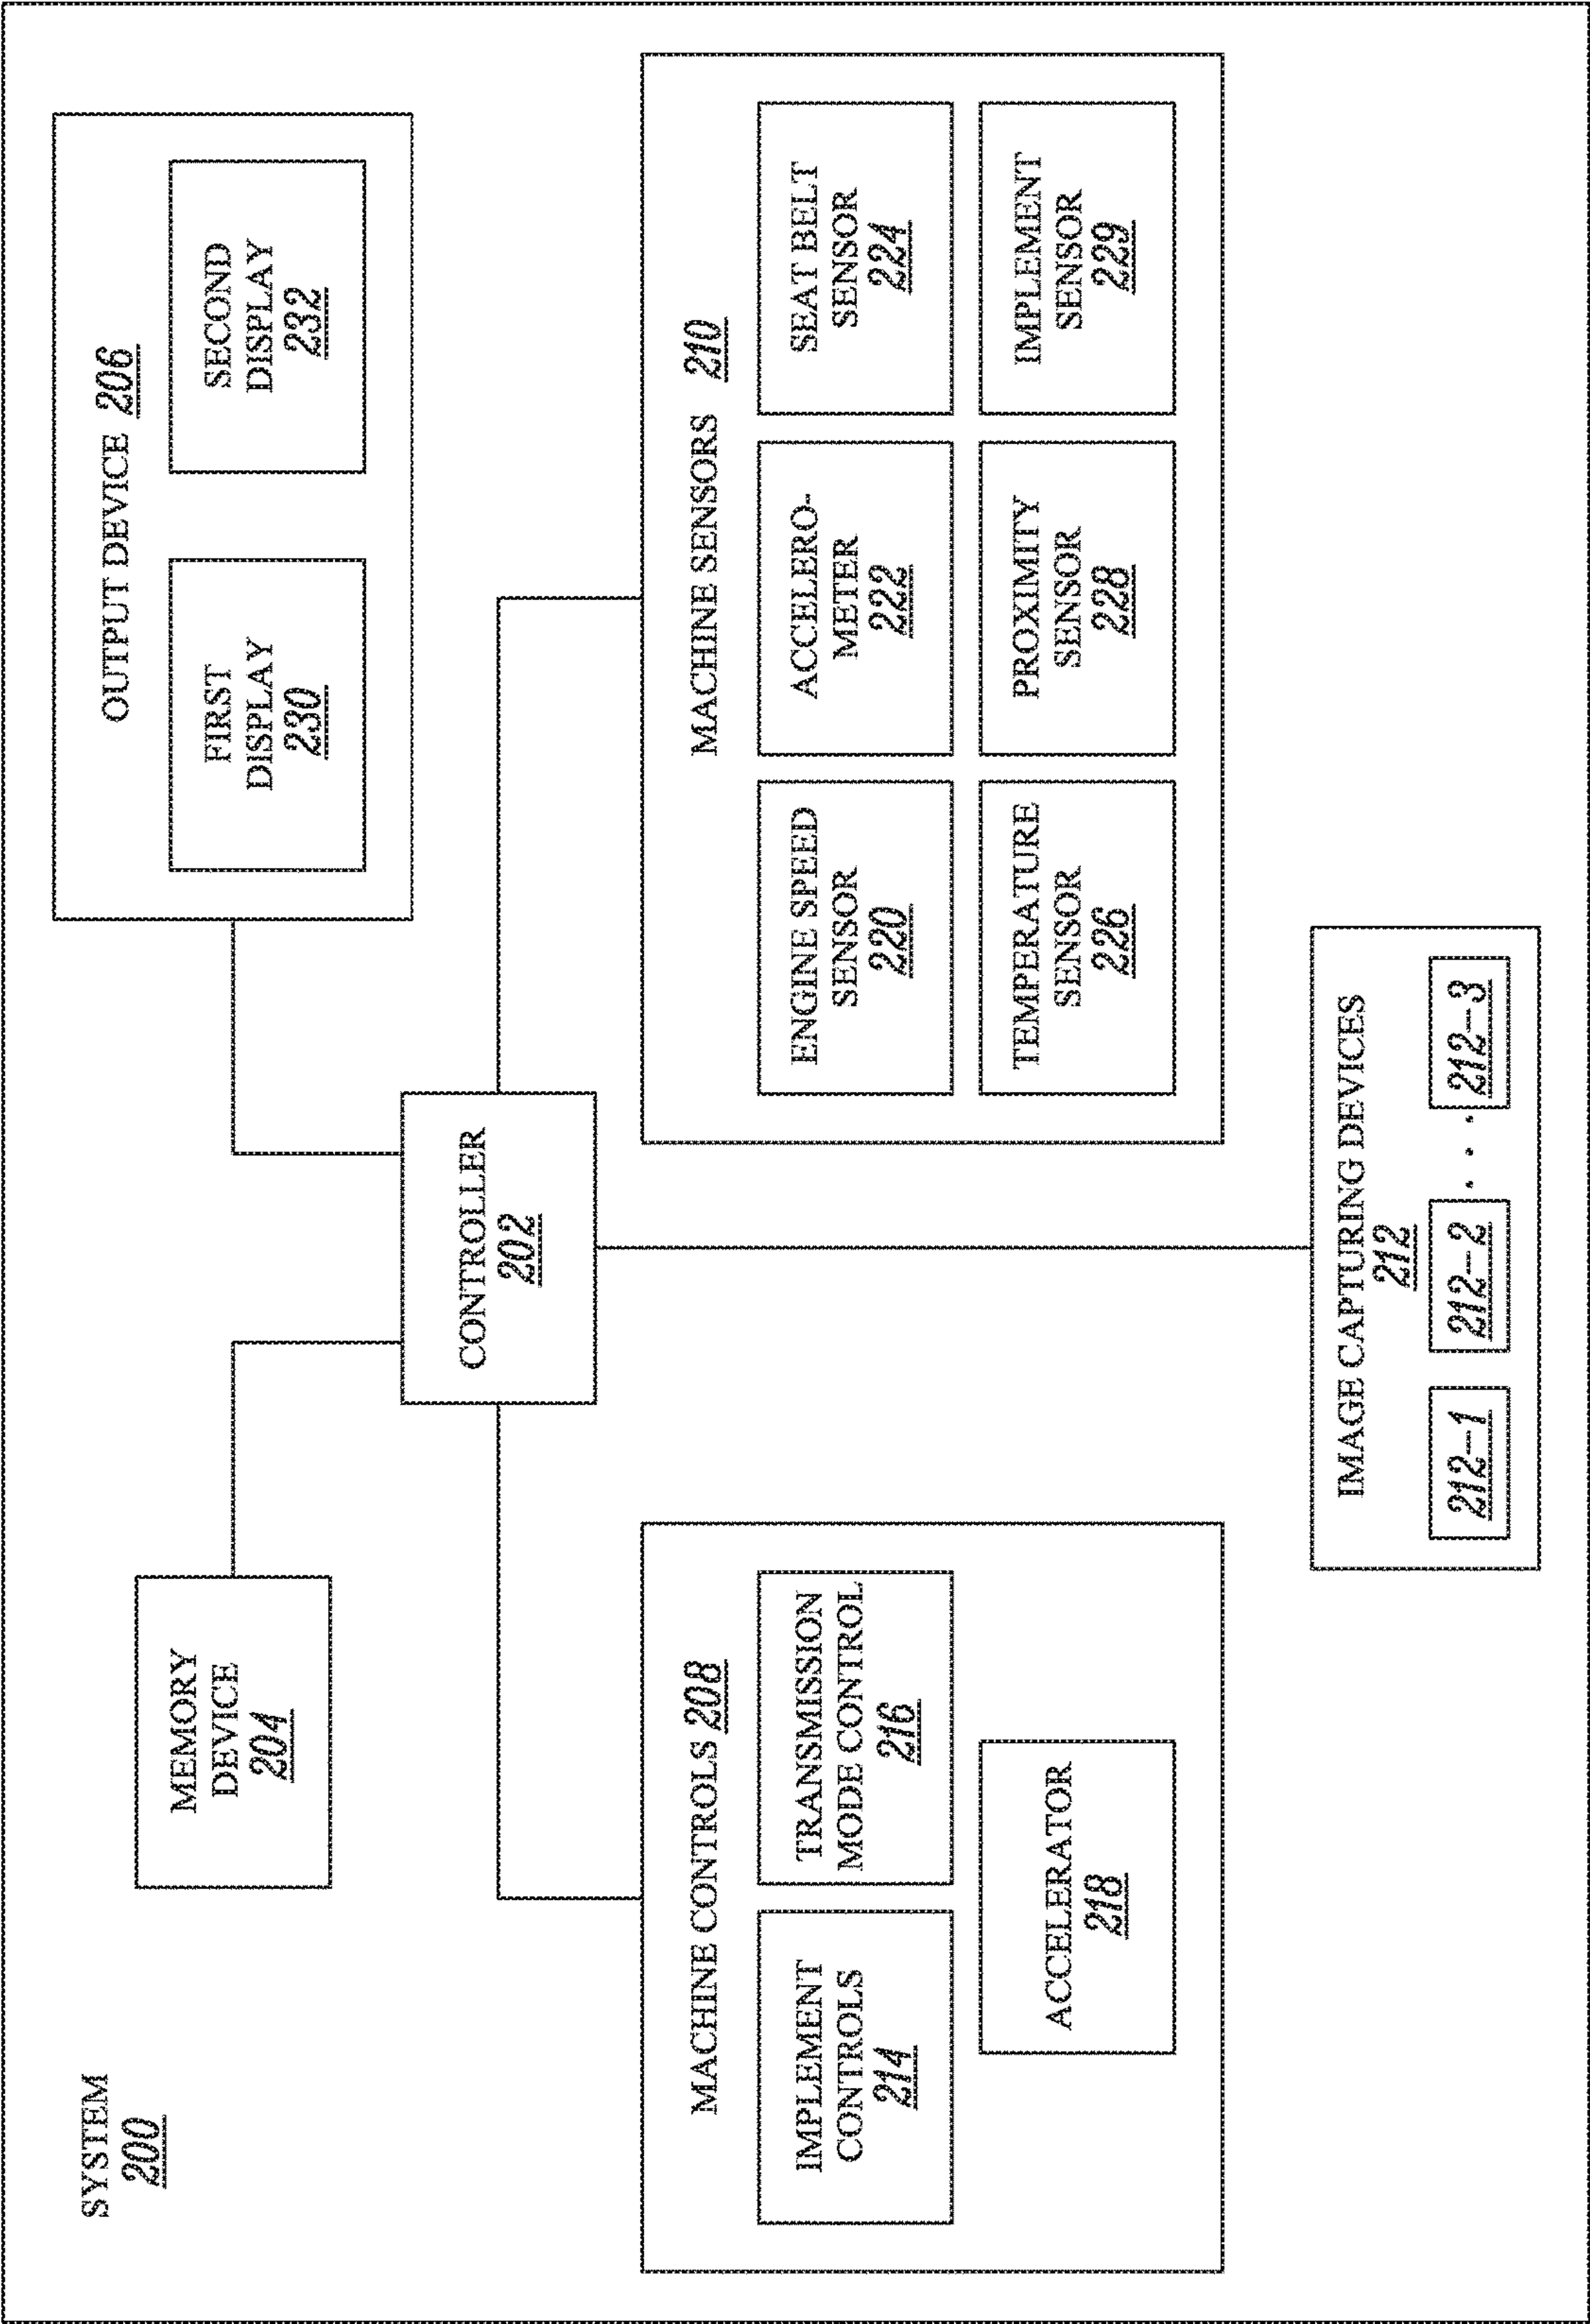 SYSTEM
200
MEMORY
DEVICE
204
OUTPUT DEVICE 206
FIRST
DISPLAY
230
SECOND
DISPLAY
232
CONTROLLER
202
MACHINE CONTROLS 208
IMPLEMENT
CONTROLS
214
TRANSMISSION
MODE CONTROL
216
ACCELERATOR
218
MACHINE SENSORS 210
ENGINE SPEED
SENSOR
220
ACCELERO-
METER
222
SEAT BELT
SENSOR
224
TEMPERATURE
SENSOR
226
PROXIMITY
SENSOR
228
IMPLEMENT
SENSOR
229
IMAGE CAPTURING DEVICES
212
212-1 212-2 . . . 212-3